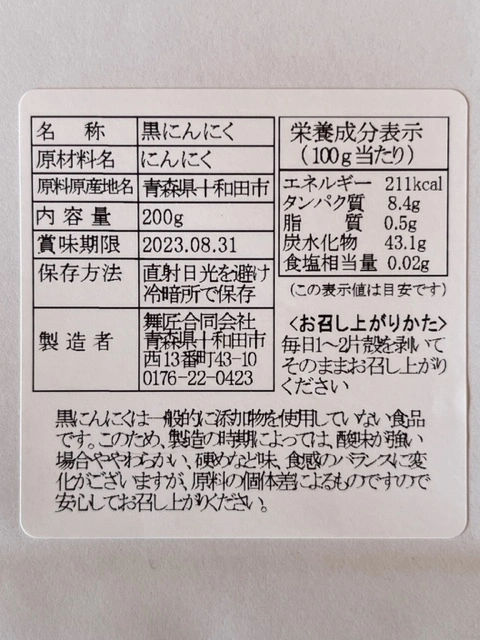 名称 黒にんにく
原材料名 にんにく
原料原産地名 青森県十和田市
内容量 200g
賞味期限 2023.08.31
保存方法 直射日光を避け
冷暗所で保存
製造者 舞匠合同会社
青森県十和田市
西13番町43-10
0176-22-0423
栄養成分表示
(100g当たり)
エネルギー 211kcal
タンパク質 8.4g
脂質 0.5g
炭水化物 43.1g
食塩相当量 0.02g
(この表示値は目安です)
<お召し上がりかた>
毎日1~2片殻を剥いて
そのままお召し上がり
ください
黒にんにくは一般的に添加物を使用していない食品
です。このため、製造の時期によっては、酸味が強い
場合ややわらかい、硬めなど味、食感のバランスに変
化がございますが、原料の個体差によるものですので
安心してお召し上がりください。